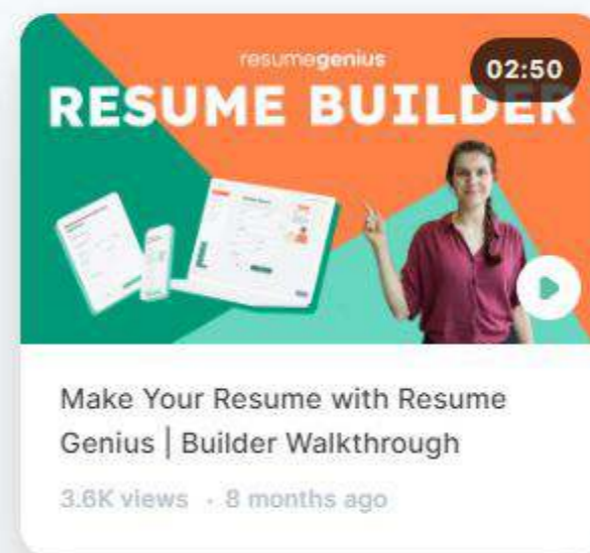 resumegenius
02:50
RESUME BUILDER
Make Your Resume with Resume
Genius | Builder Walkthrough
3.6K views · 8 months ago